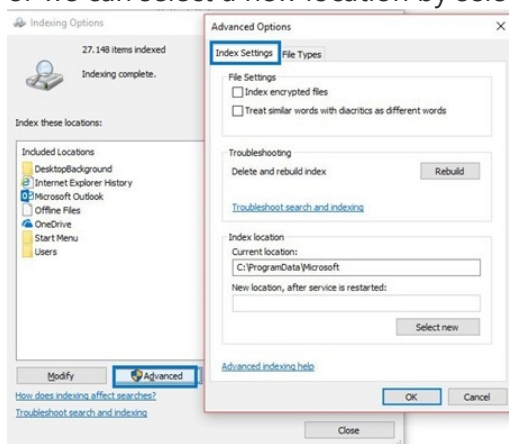 or we can select a new location by sele
Indexing Options
27.148 items indexed
Indexing complete.
Index these locations:
Included Locations
DesktopBackground
Internet Explorer History
Microsoft Outlook
Offline Files
OneDrive
Start Menu
Users
Modify
Advanced
How does indexing affect searches?
Troubleshoot search and indexing
Close
Advanced Options
Index Settings
File Types
File Settings
Index encrypted files
Treat similar words with diacritics as different words
Troubleshooting
Delete and rebuild index
Rebuild
Troubleshoot search and indexing
Index location
Current location:
C:\ProgramData\Microsoft
New location, after service is restarted:
Select new
Advanced indexing help
OK
Cancel